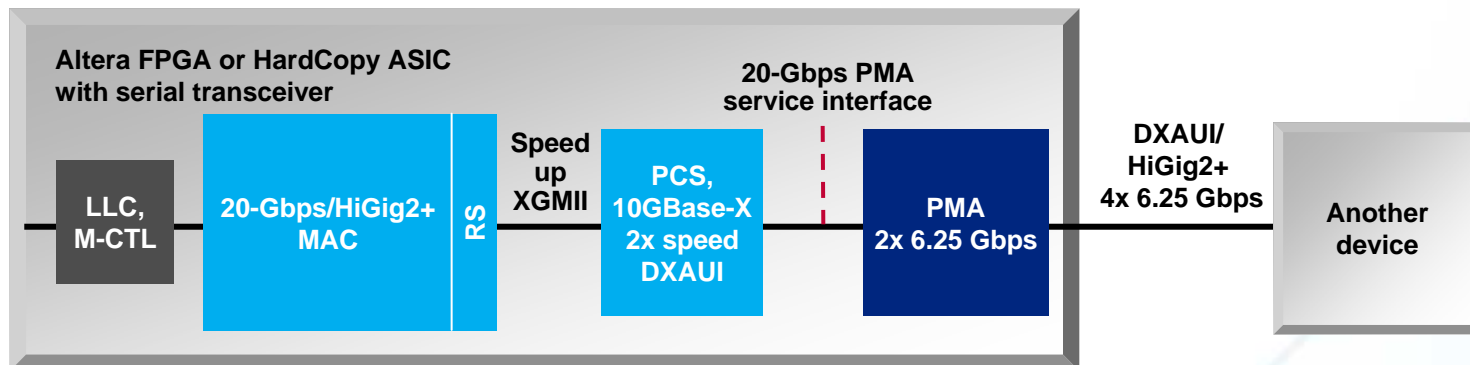 Altera FPGA or HardCopy ASIC
with serial transceiver
20-Gbps PMA
service interface
LLC,
M-CTL
20-Gbps/HiGig2+
MAC
RS
Speed
up
XGMII
PCS,
10GBase-X
2x speed
DXAUI
PMA
2x 6.25 Gbps
DXAUI/
HiGig2+
4x 6.25 Gbps
Another
device